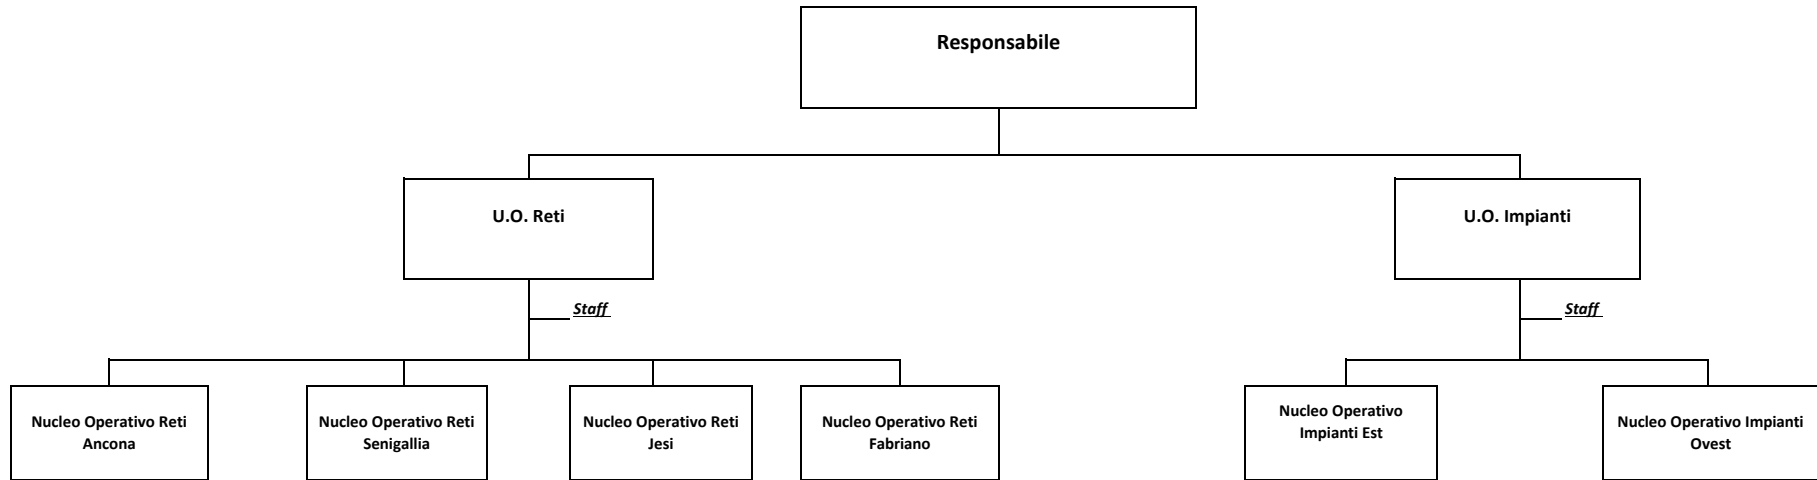 Responsabile
U.O. Reti
U.O. Impianti
Staff
Staff
Nucleo Operativo Reti
Ancona
Nucleo Operativo Reti
Senigallia
Nucleo Operativo Reti
Jesi
Nucleo Operativo Reti
Fabriano
Nucleo Operativo
Impianti Est
Nucleo Operativo Impianti
Ovest